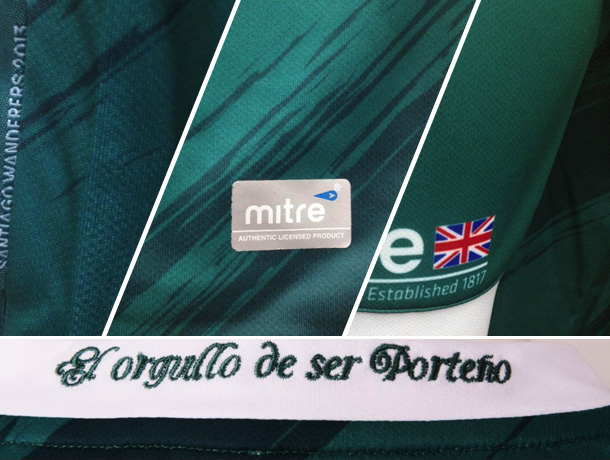 SANTIAGO WANDERERS 2013
mitre®
AUTHENTIC LICENSED PRODUCT
e
Established 1817
El orgullo de ser Porteño